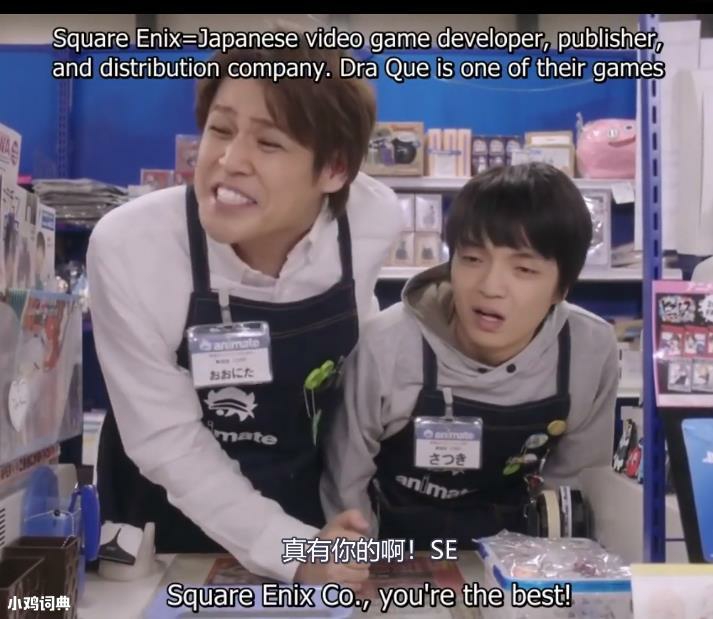 Square Enix=Japanese video game developer, publisher,
and distribution company. Dra Que is one of their games
animate
おおにた
animate
animate
さつき
animate
真有你的啊！SE
Square Enix Co., you're the best!
小鸡词典